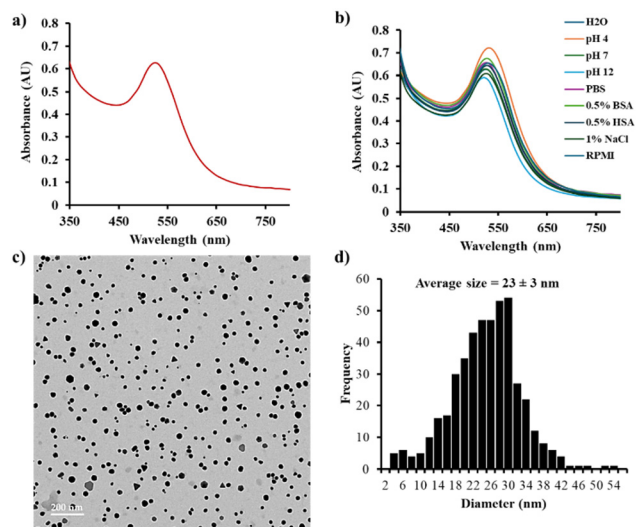 a)
0.8
0.7
0.6
0.5
0.4
0.3
0.2
0.1
0
Absorbance (AU)
350 450 550 650 750
Wavelength (nm)
b)
0.8
0.7
0.6
0.5
0.4
0.3
0.2
0.1
0
Absorbance (AU)
350 450 550 650 750
Wavelength (nm)
H2O
pH 4
pH 7
pH 12
PBS
0.5% BSA
0.5% HSA
1% NaCl
RPMI
c)
200 nm
d)
Average size = 23 ± 3 nm
60
50
40
30
20
10
0
Frequency
2 6 10 14 18 22 26 30 34 38 42 46 50 54
Diameter (nm)